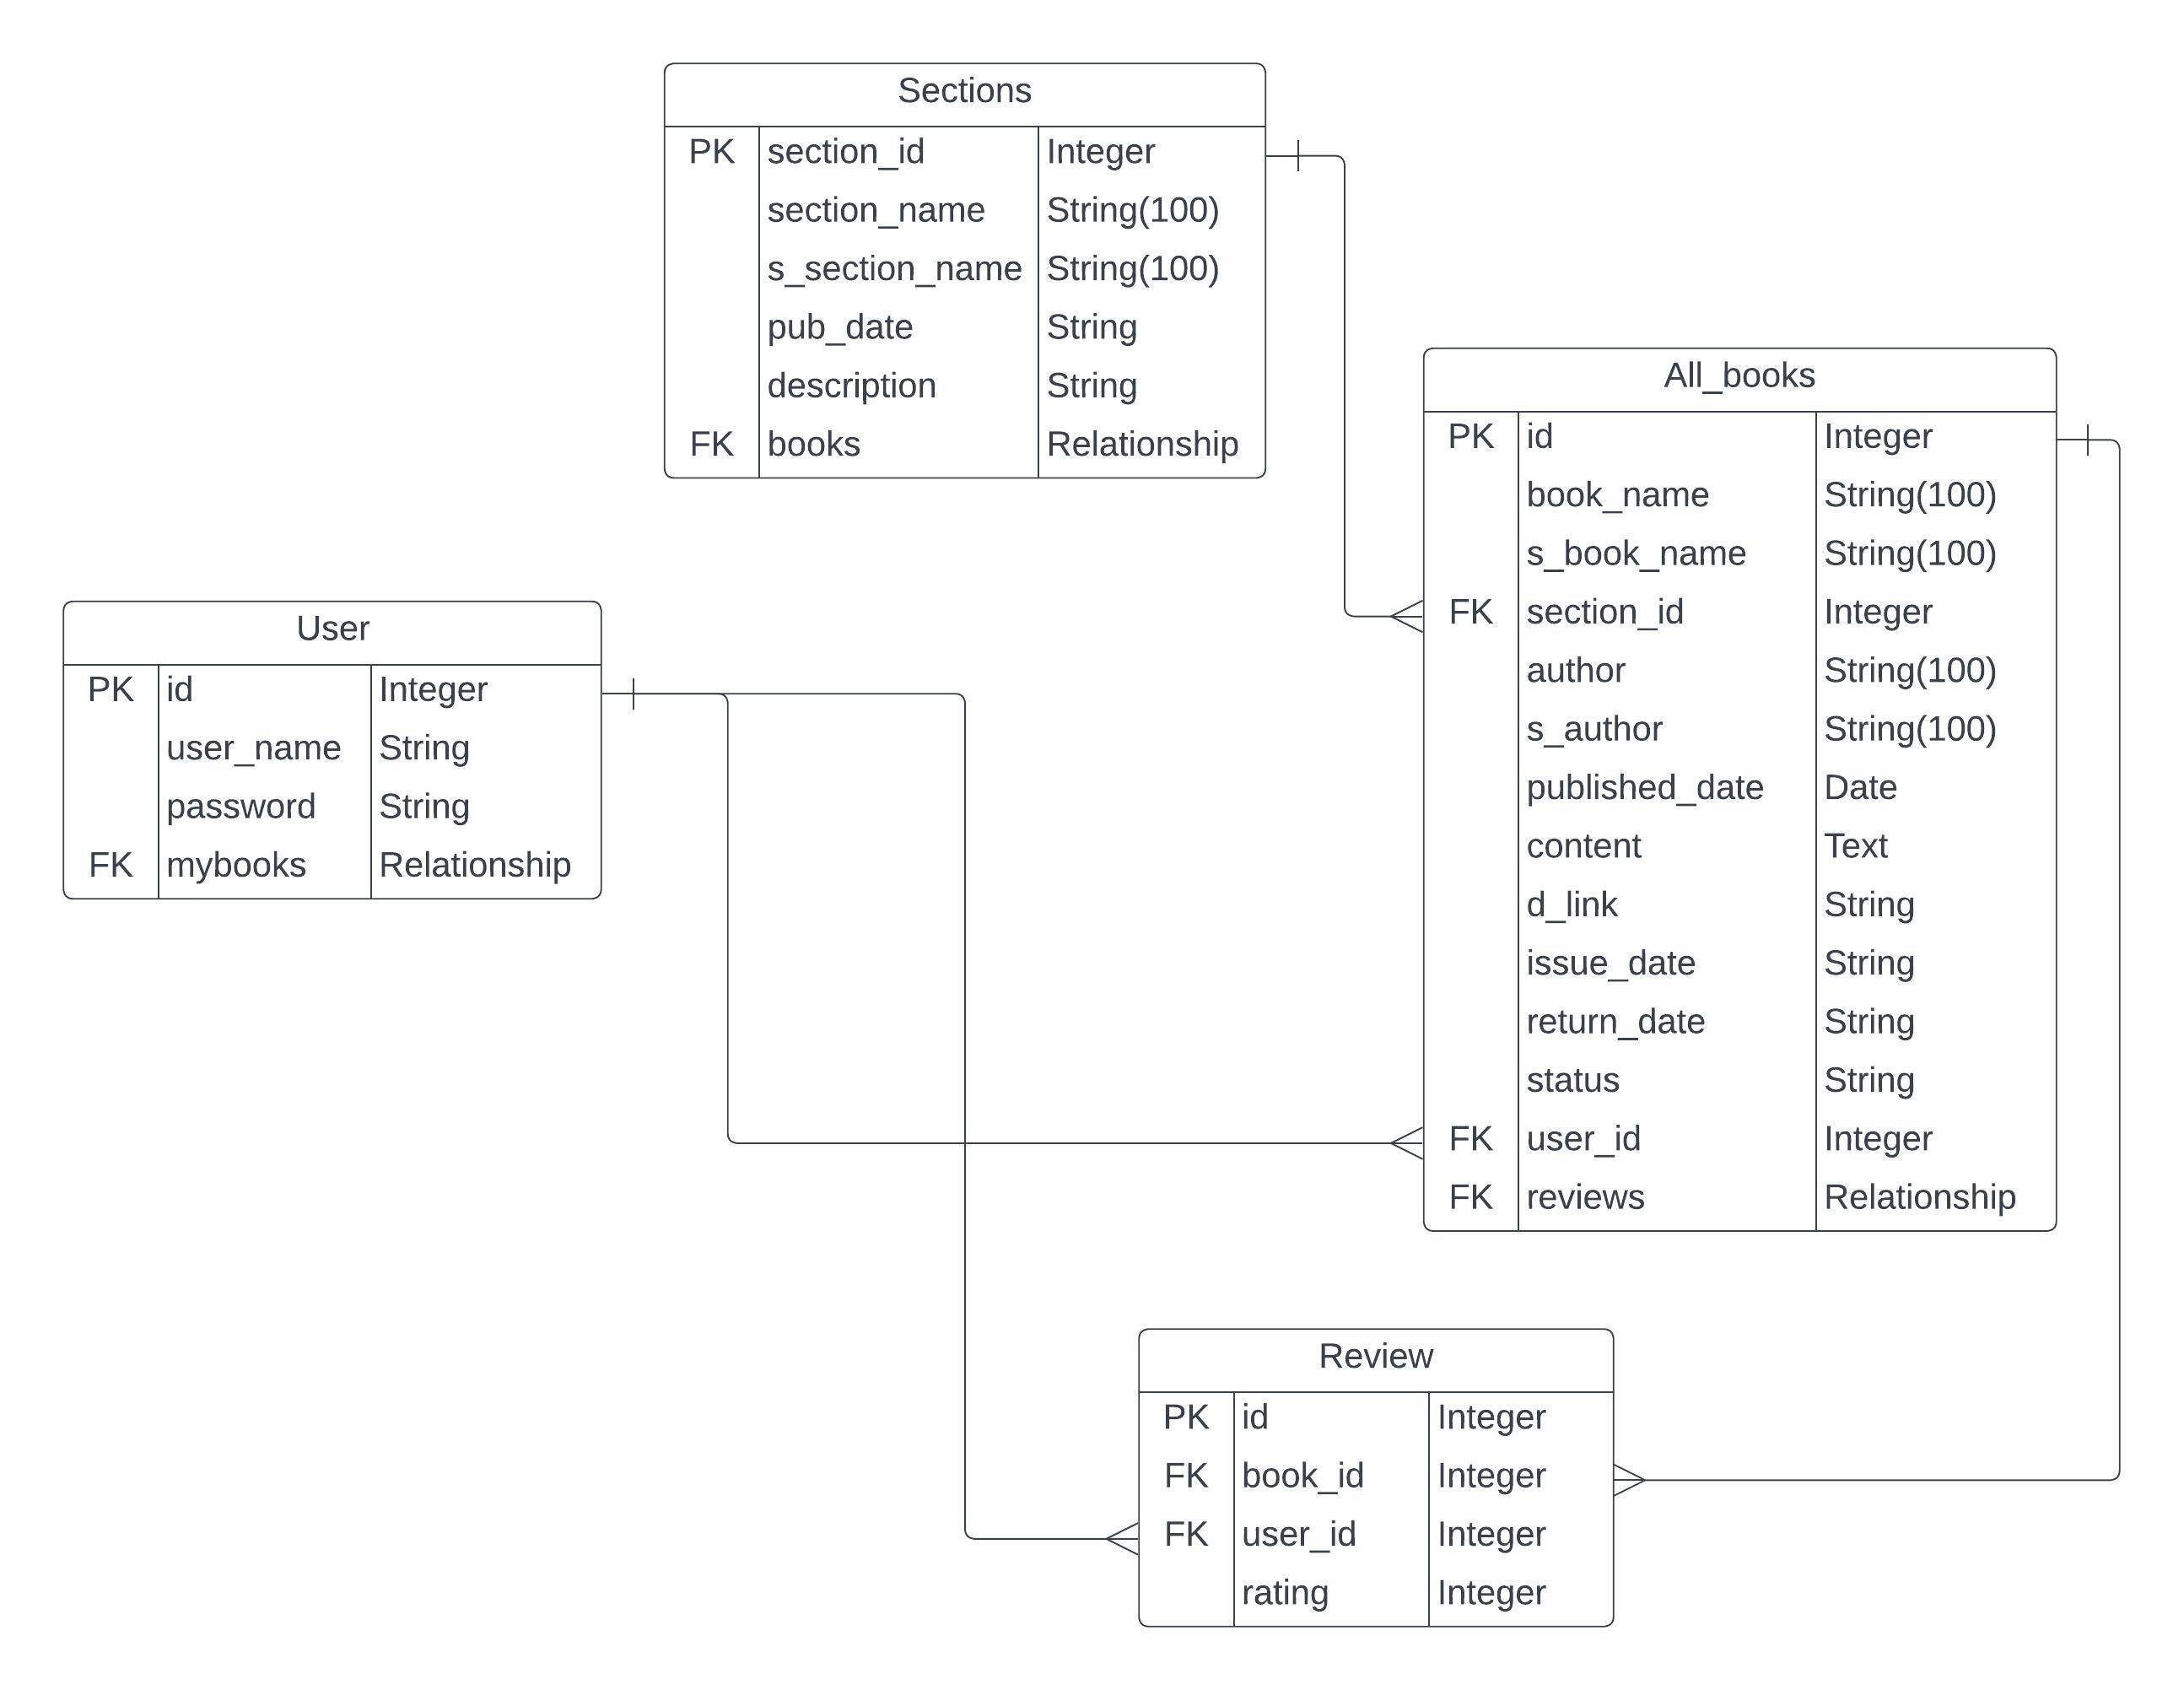 Sections
PK section_id Integer
section_name String(100)
s_section_name String(100)
pub_date String
description String
FK books Relationship
All_books
PK id Integer
book_name String(100)
s_book_name String(100)
FK section_id Integer
author String(100)
s_author String(100)
published_date Date
content Text
d_link String
issue_date String
return_date String
status String
FK user_id Integer
FK reviews Relationship
User
PK id Integer
user_name String
password String
FK mybooks Relationship
Review
PK id Integer
FK book_id Integer
FK user_id Integer
rating Integer